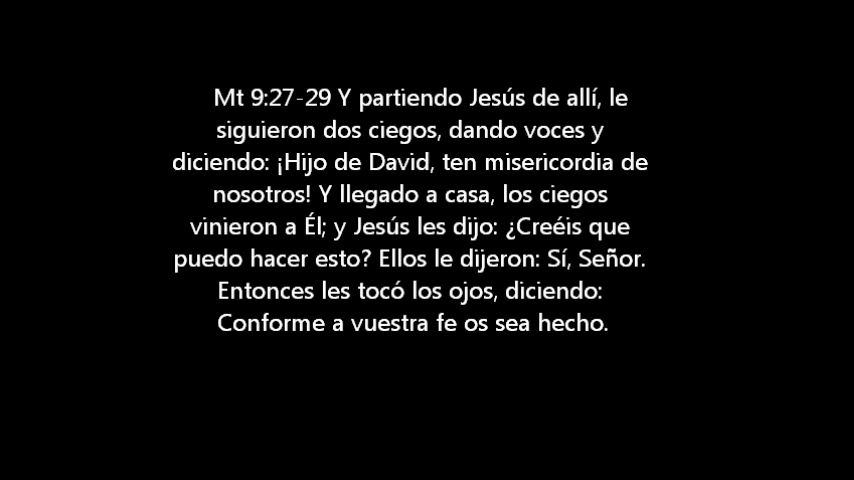 Mt 9:27-29 Y partiendo Jesús de allí, le
siguieron dos ciegos, dando voces y
diciendo: ¡Hijo de David, ten misericordia de
nosotros! Y llegado a casa, los ciegos
vinieron a Él; y Jesús les dijo: ¿Creéis que
puedo hacer esto? Ellos le dijeron: Sí, Señor.
Entonces les tocó los ojos, diciendo:
Conforme a vuestra fe os sea hecho.